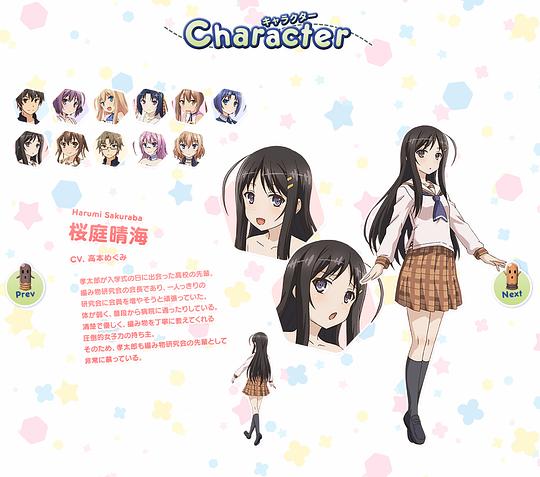 キャラクター
Character
Harumi Sakuraba
桜庭晴海
CV. 高本めぐみ
孝太郎が入学式の日に出会った高校の先輩。
編み物研究会の会長であり、一人っきりの
研究会に会員を増やそうと頑張っていた。
体が弱く、普段から病院に通ったりしている。
清楚で優しく、編み物を丁寧に教えてくれる
圧倒的女子力の持ち主。
そのため、孝太郎も編み物研究会の先輩として
非常に慕っている。
Prev
Next